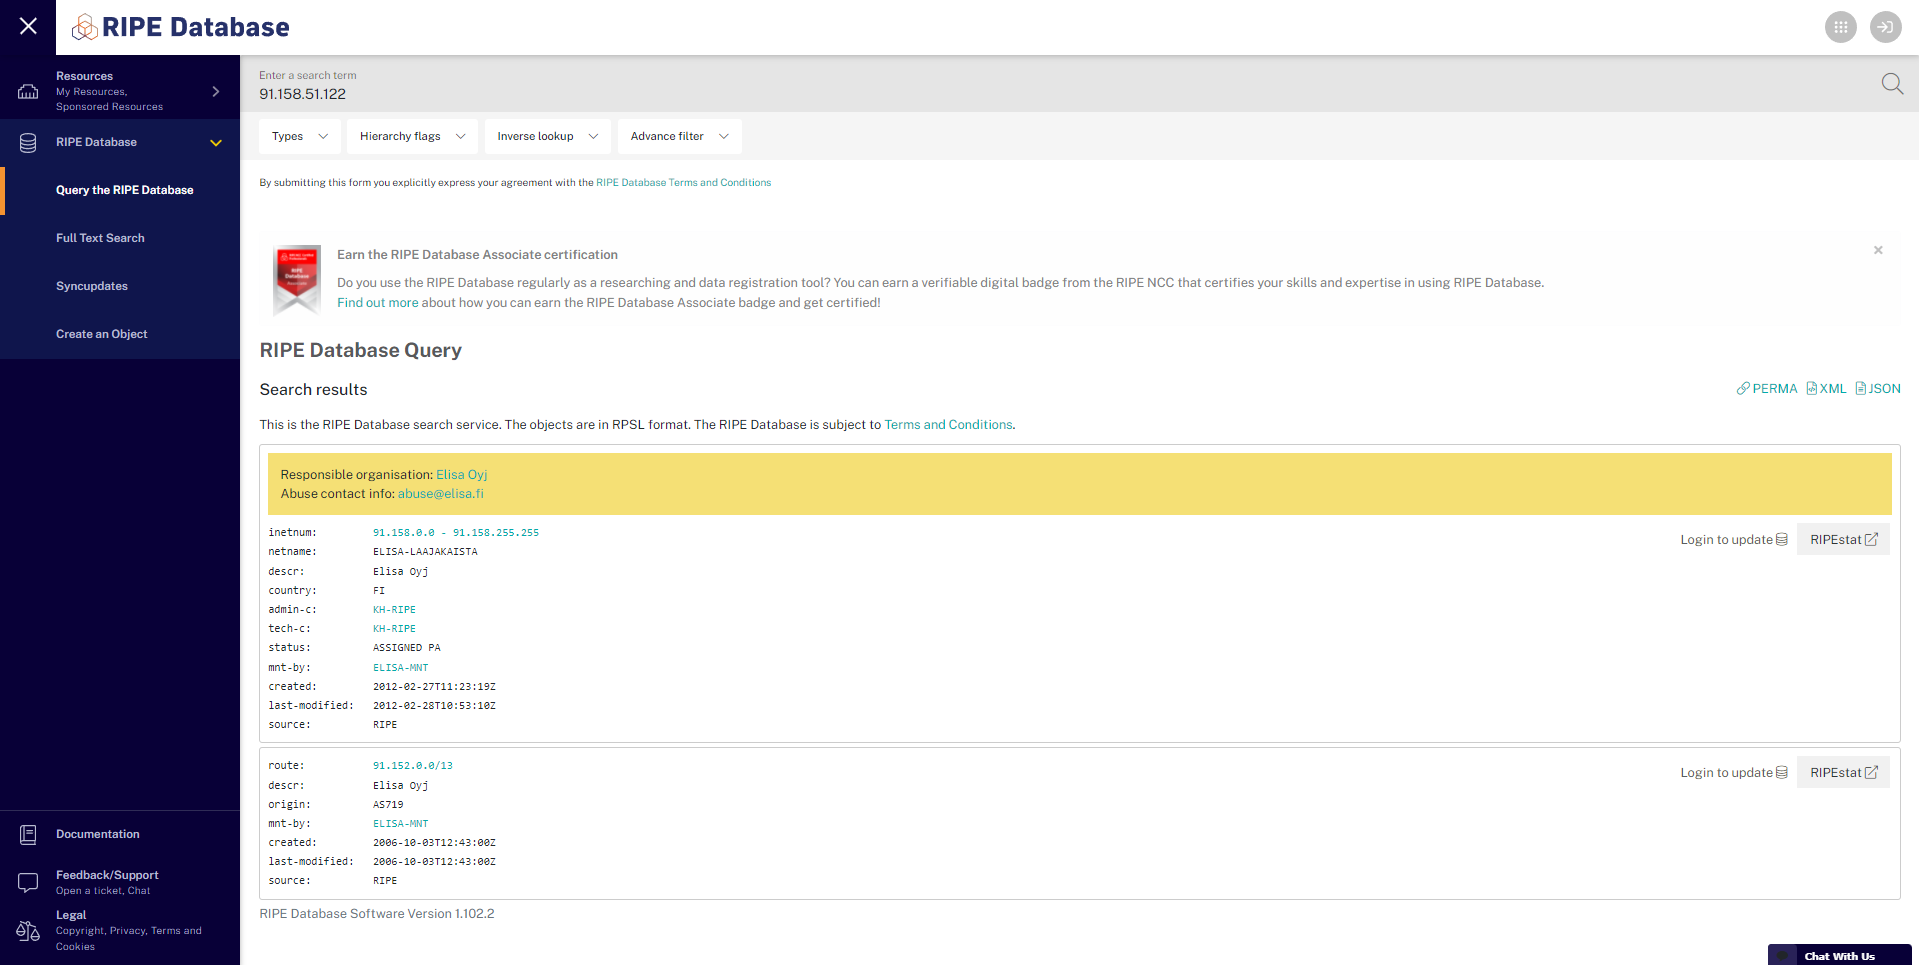 RIPE Database
Resources
My Resources,
Sponsored Resources
RIPE Database
Query the RIPE Database
Full Text Search
Syncupdates
Create an Object
Documentation
Feedback/Support
Open a ticket, Chat
Legal
Copyright, Privacy, Terms and
Cookies
Enter a search term
91.158.51.122
Types Hierarchy flags Inverse lookup Advance filter
By submitting this form you explicitly express your agreement with the RIPE Database Terms and Conditions
RIPE
Database
Earn the RIPE Database Associate certification
Do you use the RIPE Database regularly as a researching and data registration tool? You can earn a verifiable digital badge from the RIPE NCC that certifies your skills and expertise in using RIPE Database.
Find out more about how you can earn the RIPE Database Associate badge and get certified!
RIPE Database Query
Search results
PERMA XML JSON
This is the RIPE Database search service. The objects are in RPSL format. The RIPE Database is subject to Terms and Conditions.
Responsible organisation: Elisa Oyj
Abuse contact info: abuse@elisa.fi
Login to update RIPEstat
inetnum: 91.158.0.0 - 91.158.255.255
netname: ELISA-LAAJAKAISTA
descr: Elisa Oyj
country: FI
admin-c: KH-RIPE
tech-c: KH-RIPE
status: ASSIGNED PA
mnt-by: ELISA-MNT
created: 2012-02-27T11:23:19Z
last-modified: 2012-02-28T10:53:10Z
source: RIPE
Login to update RIPEstat
route: 91.152.0.0/13
descr: Elisa Oyj
origin: AS719
mnt-by: ELISA-MNT
created: 2006-10-03T12:43:00Z
last-modified: 2006-10-03T12:43:00Z
source: RIPE
RIPE Database Software Version 1.102.2
Chat With Us